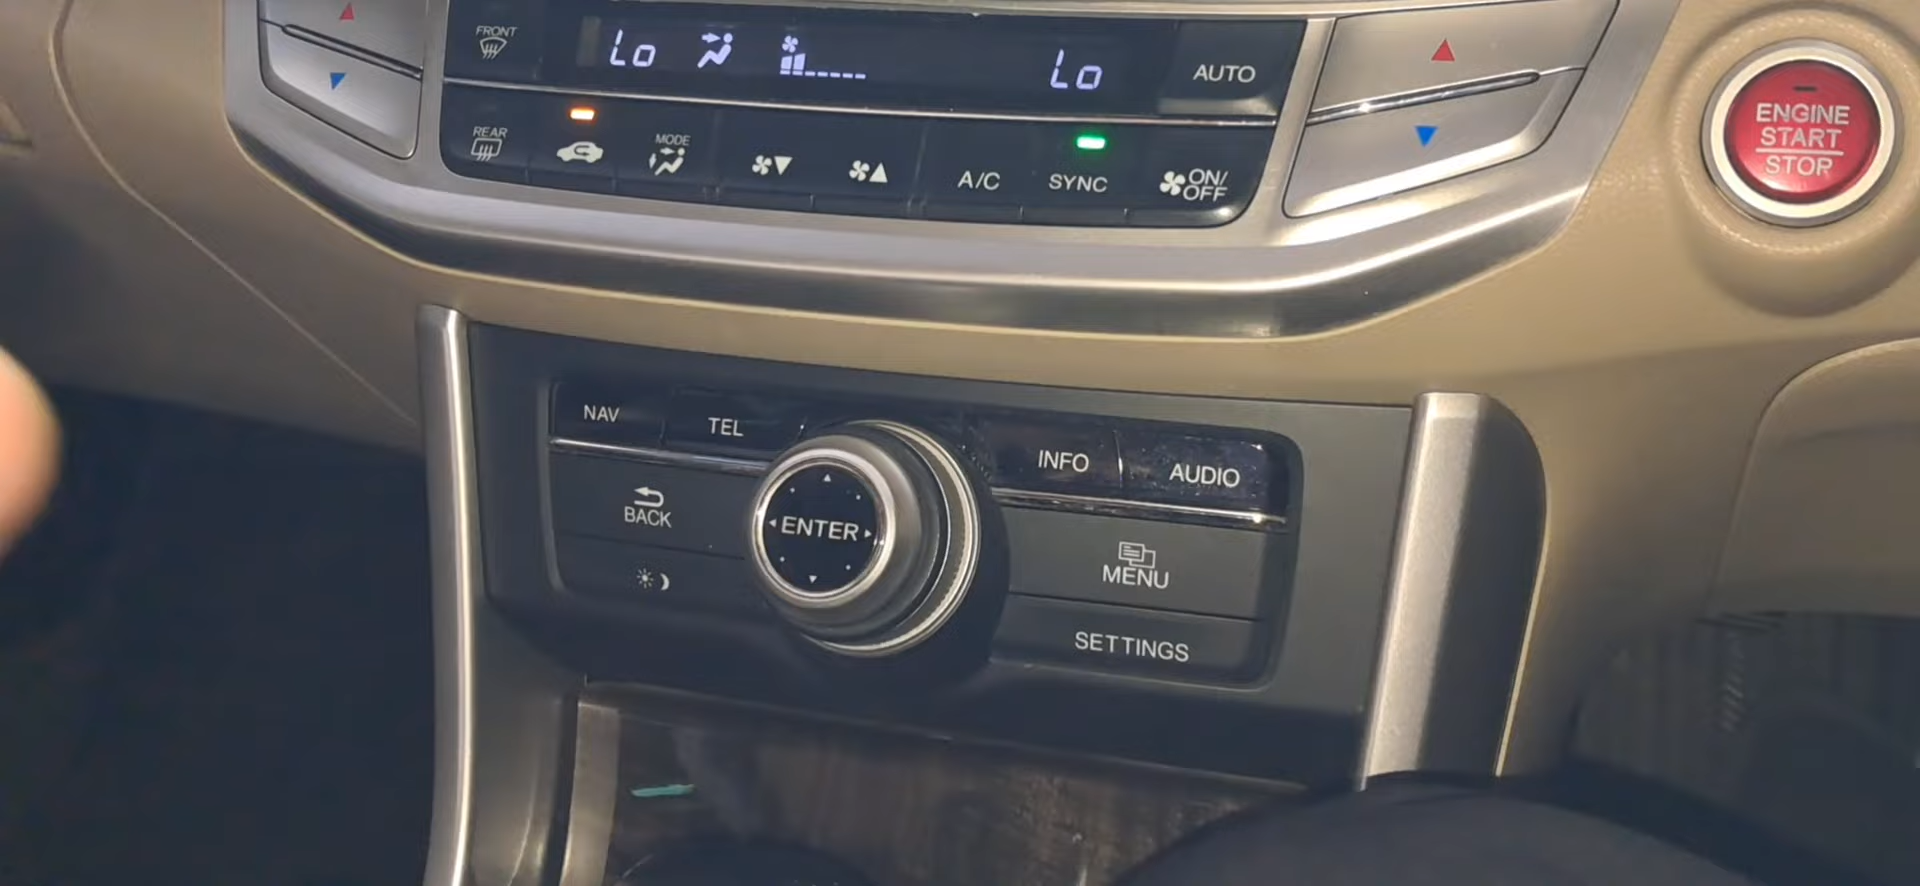 FRONT
Lo
Lo
AUTO
REAR
MODE
A/C
SYNC
ON/
OFF
ENGINE
START
STOP
NAV
TEL
INFO
AUDIO
BACK
ENTER
MENU
SETTINGS